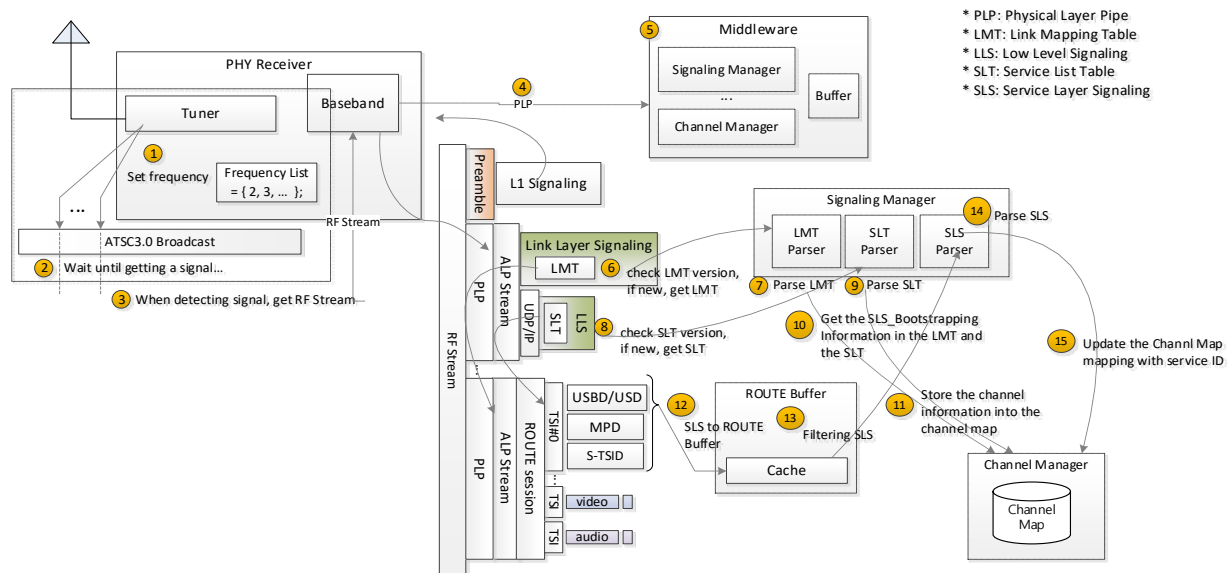 * PLP: Physical Layer Pipe
* LMT: Link Mapping Table
* LLS: Low Level Signaling
* SLT: Service List Table
* SLS: Service Layer Signaling
PHY Receiver
Tuner
Baseband
1
Set frequency
Frequency List
= { 2, 3, ... };
...
RF Stream
ATSC3.0 Broadcast
2 Wait until getting a signal...
3 When detecting signal, get RF Stream
4
PLP
5
Middleware
Signaling Manager
...
Channel Manager
Buffer
RF Stream
Preamble
L1 Signaling
PLP
ALP Stream
Link Layer Signaling
LMT
6 check LMT version,
if new, get LMT
UDP/IP
SLT
LLS
8 check SLT version,
if new, get SLT
...
PLP
ALP Stream
ROUTE session
TSI#0
USBD/USD
MPD
S-TSID
...
TSI
video
TSI
audio
12
SLS to ROUTE
Buffer
ROUTE Buffer
13
Filtering SLS
Cache
Signaling Manager
LMT
Parser
SLT
Parser
SLS
Parser
14
Parse SLS
7 Parse LMT
9 Parse SLT
10 Get the SLS_Bootstrapping
Information in the LMT and
the SLT
11 Store the channel
information into the
channel map
15 Update the Channl Map
mapping with service ID
Channel Manager
Channel
Map